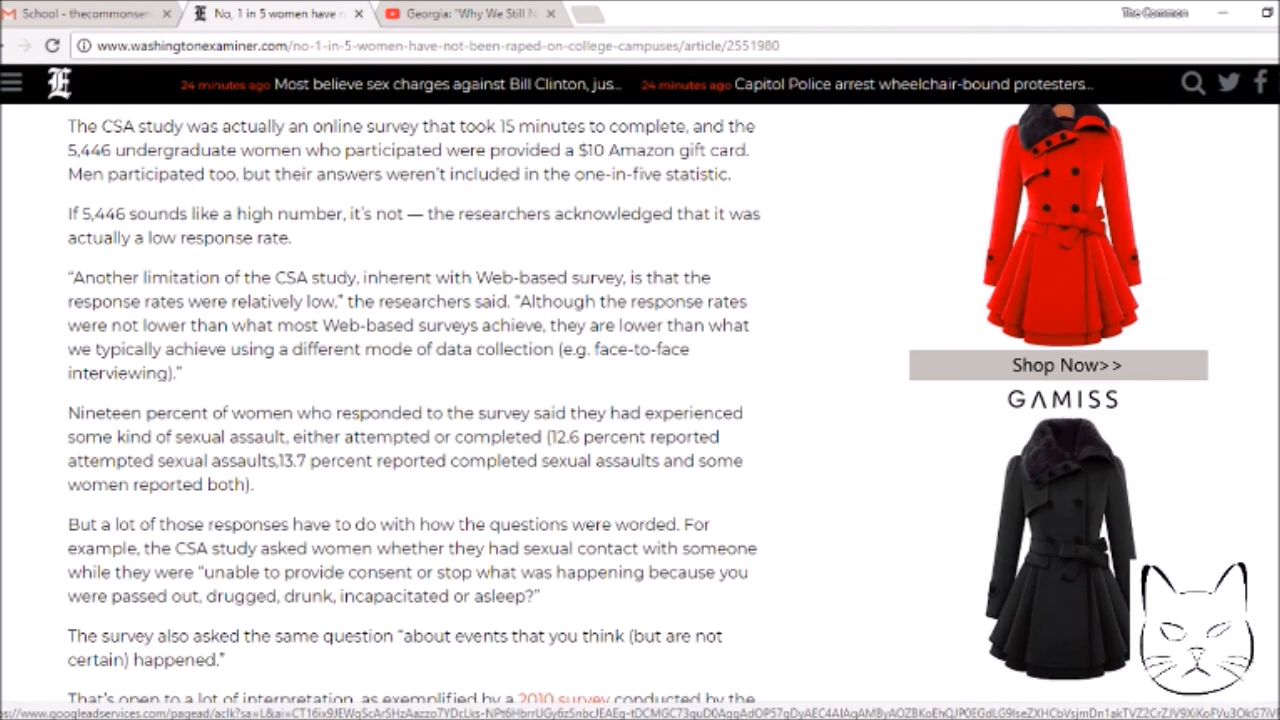 School - thecommonsen
No, 1 in 5 women have n
Georgia: "Why We Still N
The Common
www.washingtonexaminer.com/no-1-in-5-women-have-not-been-raped-on-college-campuses/article/2551980
24 minutes ago Most believe sex charges against Bill Clinton, jus...
24 minutes ago Capitol Police arrest wheelchair-bound protesters...
The CSA study was actually an online survey that took 15 minutes to complete, and the
5,446 undergraduate women who participated were provided a $10 Amazon gift card.
Men participated too, but their answers weren't included in the one-in-five statistic.
If 5,446 sounds like a high number, it's not — the researchers acknowledged that it was
actually a low response rate.
"Another limitation of the CSA study, inherent with Web-based survey, is that the
response rates were relatively low," the researchers said. "Although the response rates
were not lower than what most Web-based surveys achieve, they are lower than what
we typically achieve using a different mode of data collection (e.g. face-to-face
interviewing)."
Nineteen percent of women who responded to the survey said they had experienced
some kind of sexual assault, either attempted or completed (12.6 percent reported
attempted sexual assaults,13.7 percent reported completed sexual assaults and some
women reported both).
But a lot of those responses have to do with how the questions were worded. For
example, the CSA study asked women whether they had sexual contact with someone
while they were "unable to provide consent or stop what was happening because you
were passed out, drugged, drunk, incapacitated or asleep?"
The survey also asked the same question "about events that you think (but are not
certain) happened."
That's open to a lot of interpretation, as exemplified by a 2010 survey conducted by the
Shop Now>>
GAMISS